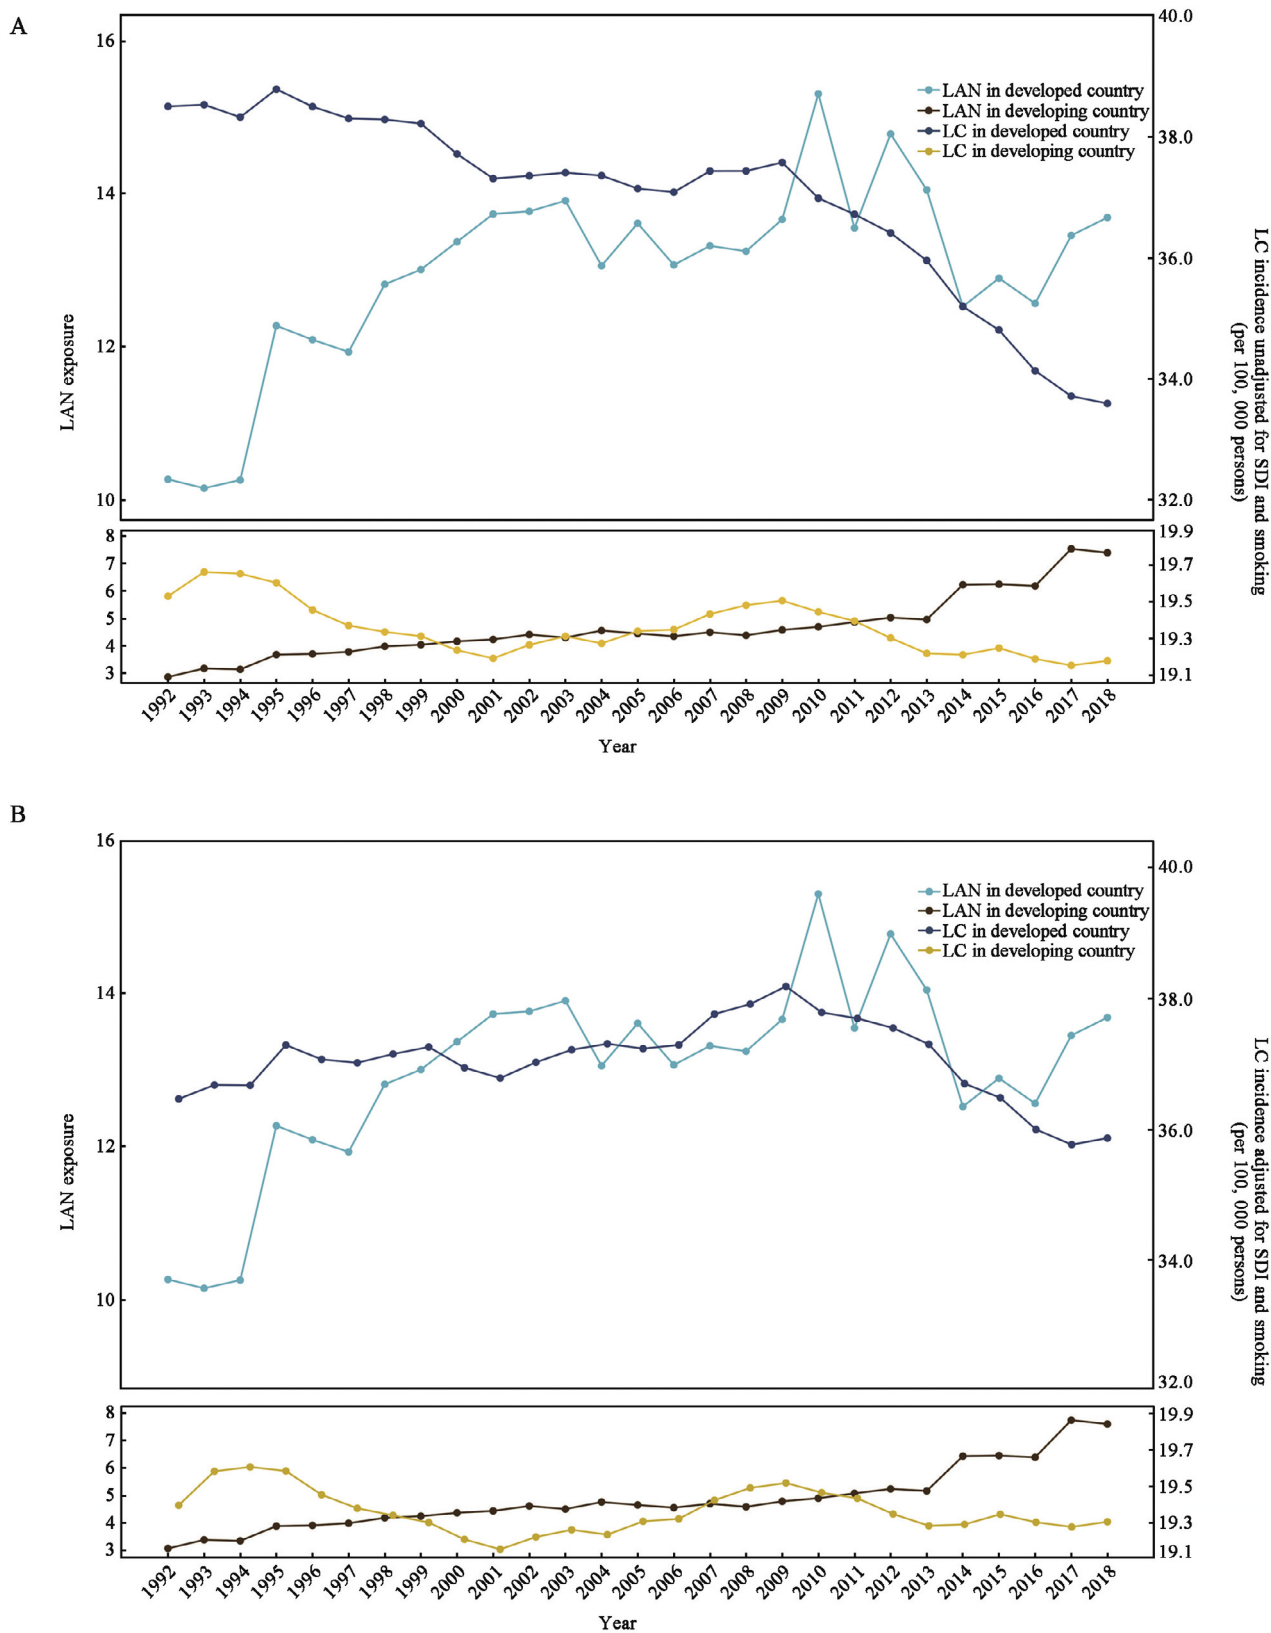 A
16
14
12
10
LAN exposure
40.0
38.0
36.0
34.0
32.0
LC incidence unadjusted for SDI and smoking
(per 100, 000 persons)
LAN in developed country
LAN in developing country
LC in developed country
LC in developing country
8
7
6
5
4
3
19.9
19.7
19.5
19.3
19.1
1992 1993 1994 1995 1996 1997 1998 1999 2000 2001 2002 2003 2004 2005 2006 2007 2008 2009 2010 2011 2012 2013 2014 2015 2016 2017 2018
Year
B
16
14
12
10
LAN exposure
40.0
38.0
36.0
34.0
32.0
LC incidence adjusted for SDI and smoking
(per 100, 000 persons)
LAN in developed country
LAN in developing country
LC in developed country
LC in developing country
8
7
6
5
4
3
19.9
19.7
19.5
19.3
19.1
1992 1993 1994 1995 1996 1997 1998 1999 2000 2001 2002 2003 2004 2005 2006 2007 2008 2009 2010 2011 2012 2013 2014 2015 2016 2017 2018
Year